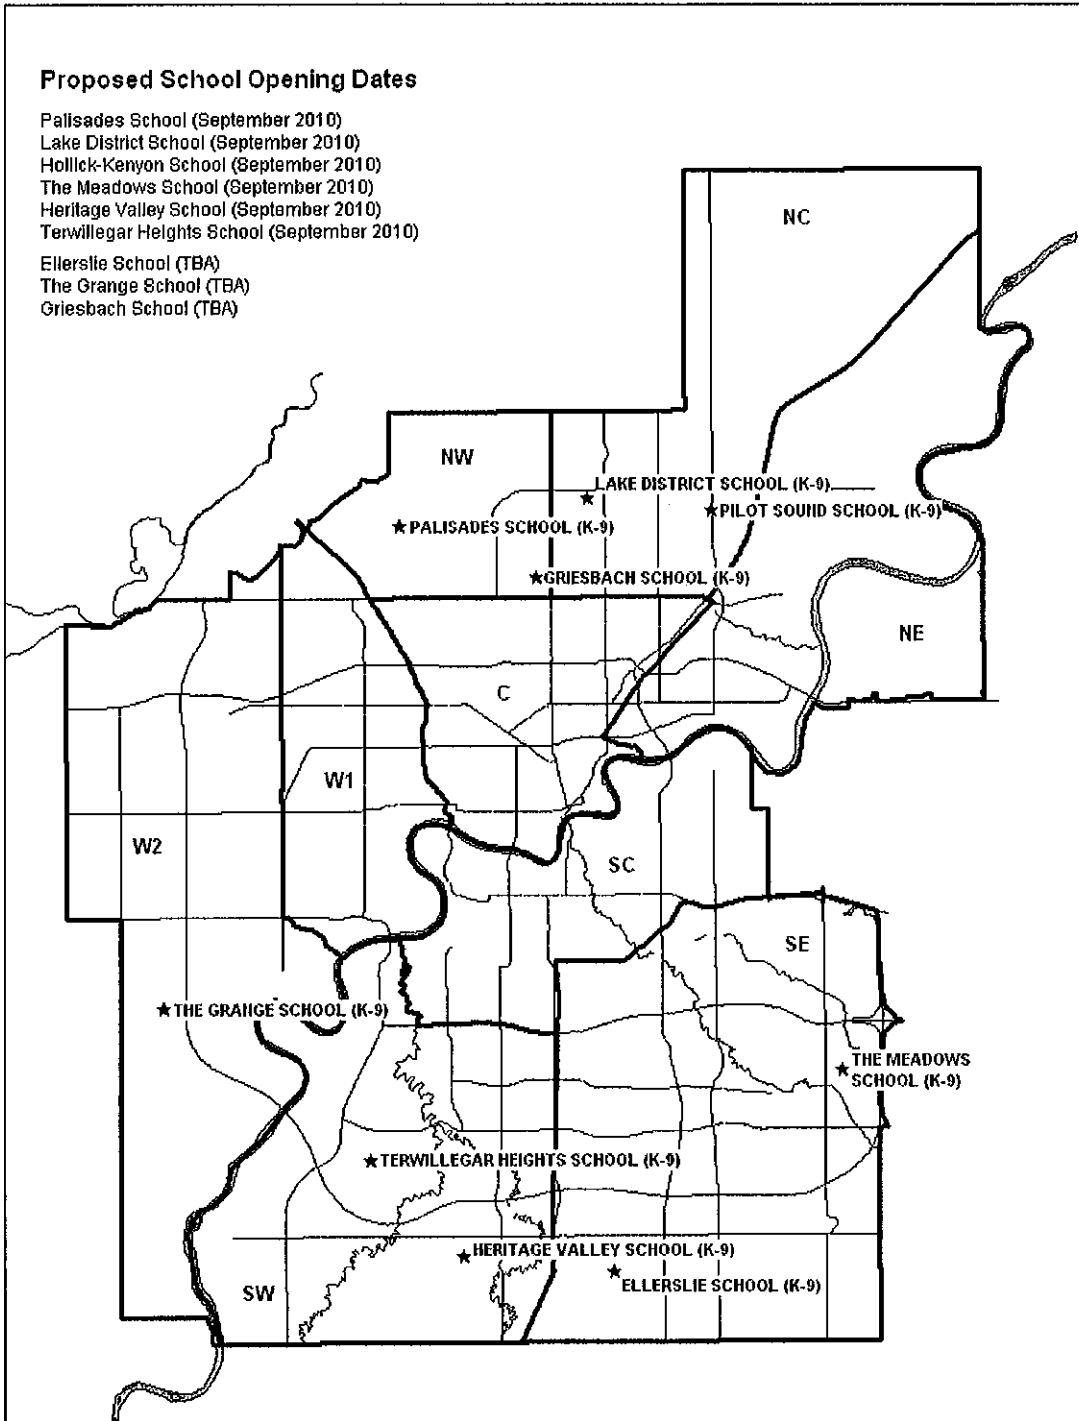 Proposed School Opening Dates
Palisades School (September 2010)
Lake District School (September 2010)
Hollick-Kenyon School (September 2010)
The Meadows School (September 2010)
Heritage Valley School (September 2010)
Terwillegar Heights School (September 2010)
Ellerslie School (TBA)
The Grange School (TBA)
Griesbach School (TBA)
NC
NW
LAKE DISTRICT SCHOOL (K-9)
PILOT SOUND SCHOOL (K-9)
PALISADES SCHOOL (K-9)
GRIESBACH SCHOOL (K-9)
NE
C
W1
W2
SC
SE
THE GRANGE SCHOOL (K-9)
THE MEADOWS
SCHOOL (K-9)
TERWILLEGAR HEIGHTS SCHOOL (K-9)
HERITAGE VALLEY SCHOOL (K-9)
ELLERSLIE SCHOOL (K-9)
SW